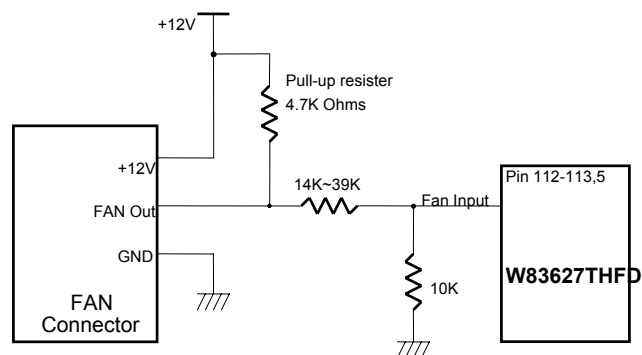 +12V
Pull-up resister
4.7K Ohms
+12V
14K~39K
Pin 112-113,5
FAN Out
Fan Input
GND
W83627THFD
10K
FAN
Connector